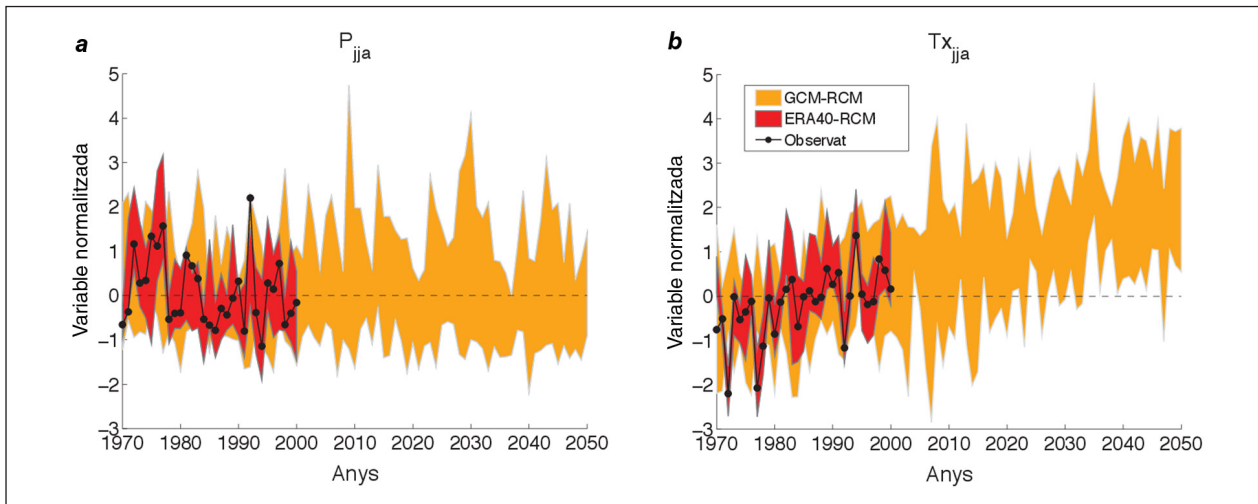 a
P jja
Variable normalitzada
5
4
3
2
1
0
−1
−2
−3
1970 1980 1990 2000 2010 2020 2030 2040 2050
Anys
b
Tx jja
GCM-RCM
ERA40-RCM
Observat
Variable normalitzada
5
4
3
2
1
0
−1
−2
−3
1970 1980 1990 2000 2010 2020 2030 2040 2050
Anys